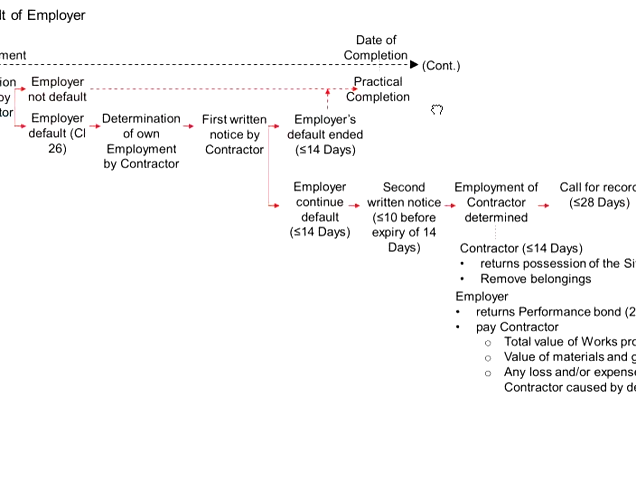 lt of Employer
Date of
Completion
ment
(Cont.)
ion
by
tor
Employer
not default
Practical
Completion
Employer
default (Cl
26)
Determination
of own
Employment
by Contractor
First written
notice by
Contractor
Employer's
default ended
(≤14 Days)
Employer
continue
default
(≤14 Days)
Second
written notice
(≤10 before
expiry of 14
Days)
Employment of
Contractor
determined
Call for record
(≤28 Days)
Contractor (≤14 Days)
• returns possession of the Si
• Remove belongings
Employer
• returns Performance bond (2
• pay Contractor
o Total value of Works pro
o Value of materials and g
o Any loss and/or expense
Contractor caused by de